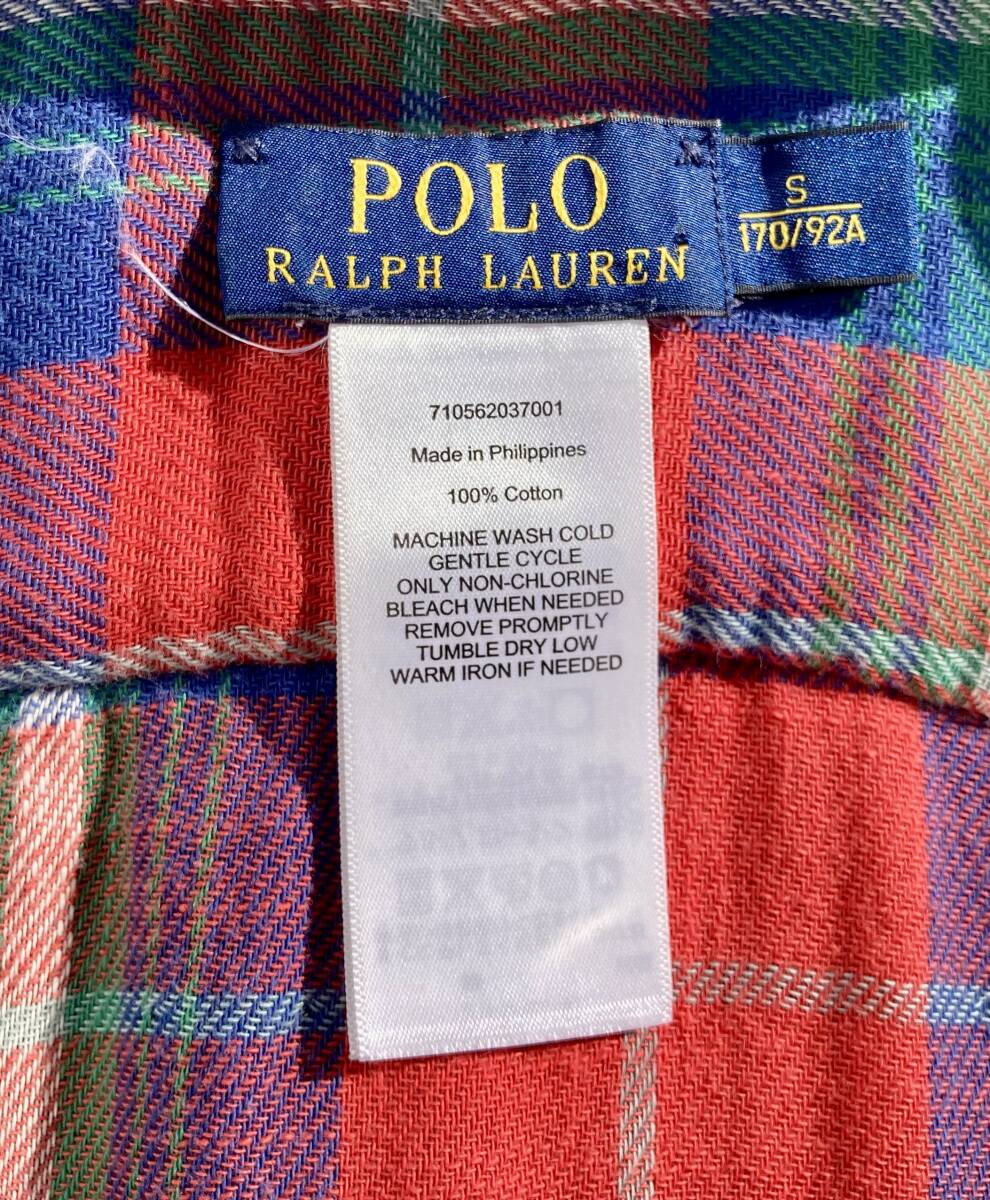 POLO
RALPH LAUREN
S
170/92A
710562037001
Made in Philippines
100% Cotton
MACHINE WASH COLD
GENTLE CYCLE
ONLY NON-CHLORINE
BLEACH WHEN NEEDED
REMOVE PROMPTLY
TUMBLE DRY LOW
WARM IRON IF NEEDED